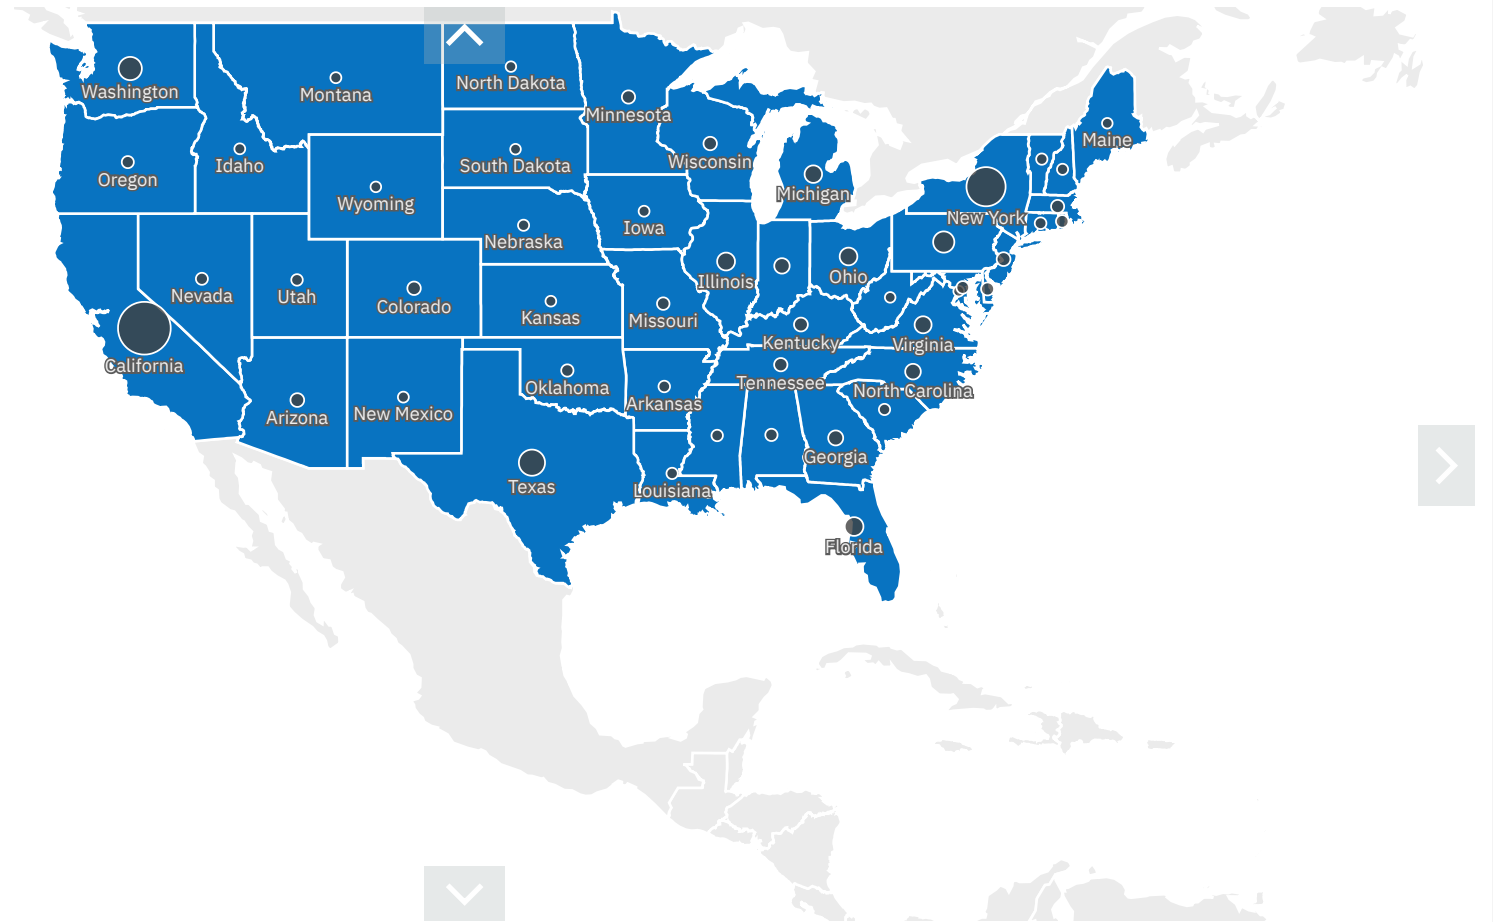 Washington
Montana
North Dakota
Minnesota
Maine
Oregon
Idaho
South Dakota
Wisconsin
Michigan
Wyoming
Iowa
New York
Nebraska
Nevada
Utah
Colorado
Illinois
Ohio
Kansas
Missouri
Kentucky
Virginia
California
Tennessee
North Carolina
Arizona
New Mexico
Oklahoma
Arkansas
Georgia
Texas
Louisiana
Florida